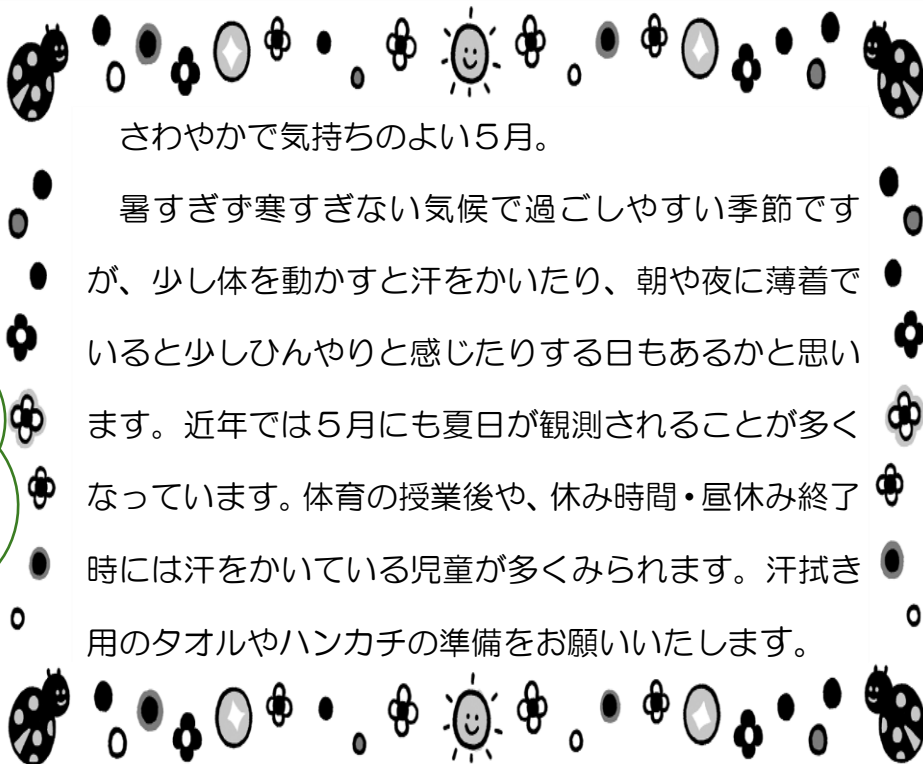 さわやかで気持ちのよい５月。
暑すぎず寒すぎない気候で過ごしやすい季節です
が、少し体を動かすと汗をかいたり、朝や夜に薄着で
いると少しひんやりと感じたりする日もあるかと思い
ます。近年では５月にも夏日が観測されることが多く
なっています。体育の授業後や、休み時間・昼休み終了
時には汗をかいている児童が多くみられます。汗拭き
用のタオルやハンカチの準備をお願いいたします。